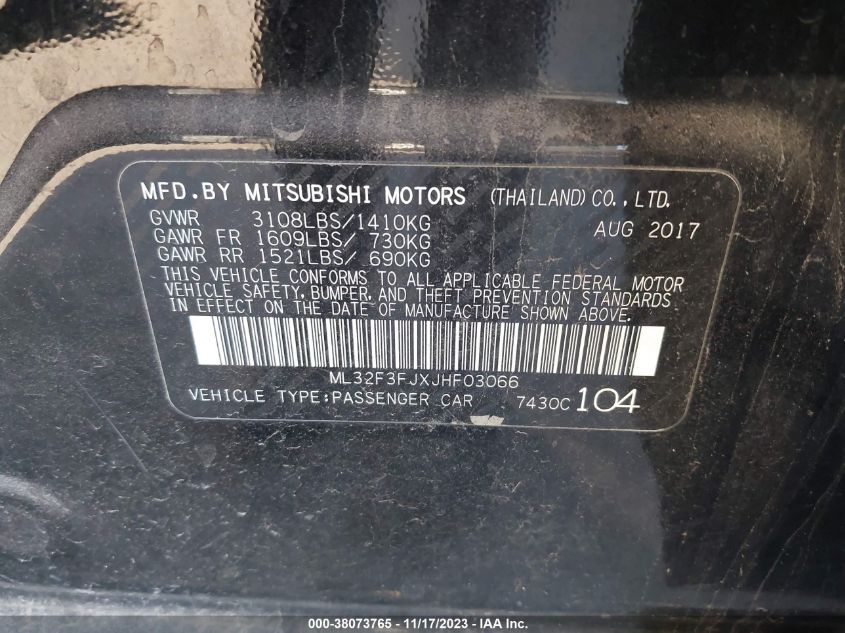 MFD.BY MITSUBISHI MOTORS (THAILAND) CO., LTD.
GVWR 3108LBS/1410KG AUG 2017
GAWR FR 1609LBS/ 730KG
GAWR RR 1521LBS/ 690KG
THIS VEHICLE CONFORMS TO ALL APPLICABLE FEDERAL MOTOR
VEHICLE SAFETY, BUMPER, AND THEFT PREVENTION STANDARDS
IN EFFECT ON THE DATE OF MANUFACTURE SHOWN ABOVE.
ML32F3FJXJHF03066
VEHICLE TYPE:PASSENGER CAR 7430C 104
000-38073765 - 11/17/2023 - IAA Inc.